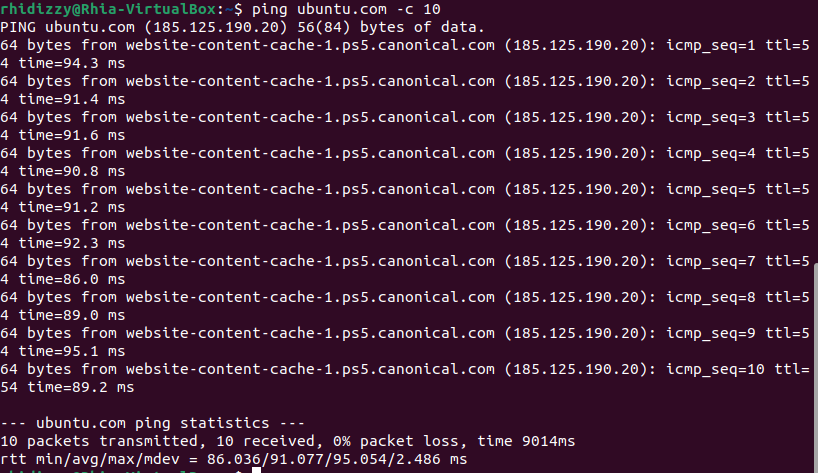 rhidizzy@Rhia-VirtualBox:~$ ping ubuntu.com -c 10
PING ubuntu.com (185.125.190.20) 56(84) bytes of data.
64 bytes from website-content-cache-1.ps5.canonical.com (185.125.190.20): icmp_seq=1 ttl=5
4 time=94.3 ms
64 bytes from website-content-cache-1.ps5.canonical.com (185.125.190.20): icmp_seq=2 ttl=5
4 time=91.4 ms
64 bytes from website-content-cache-1.ps5.canonical.com (185.125.190.20): icmp_seq=3 ttl=5
4 time=91.6 ms
64 bytes from website-content-cache-1.ps5.canonical.com (185.125.190.20): icmp_seq=4 ttl=5
4 time=90.8 ms
64 bytes from website-content-cache-1.ps5.canonical.com (185.125.190.20): icmp_seq=5 ttl=5
4 time=91.2 ms
64 bytes from website-content-cache-1.ps5.canonical.com (185.125.190.20): icmp_seq=6 ttl=5
4 time=92.3 ms
64 bytes from website-content-cache-1.ps5.canonical.com (185.125.190.20): icmp_seq=7 ttl=5
4 time=86.0 ms
64 bytes from website-content-cache-1.ps5.canonical.com (185.125.190.20): icmp_seq=8 ttl=5
4 time=89.0 ms
64 bytes from website-content-cache-1.ps5.canonical.com (185.125.190.20): icmp_seq=9 ttl=5
4 time=95.1 ms
64 bytes from website-content-cache-1.ps5.canonical.com (185.125.190.20): icmp_seq=10 ttl=
54 time=89.2 ms

--- ubuntu.com ping statistics ---
10 packets transmitted, 10 received, 0% packet loss, time 9014ms
rtt min/avg/max/mdev = 86.036/91.077/95.054/2.486 ms
rhidizzy@Rhia-VirtualBox:~$